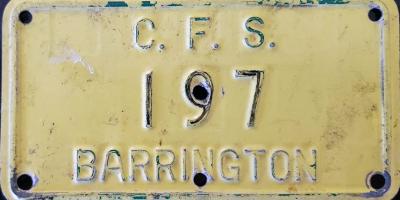 C. F. S.
197
BARRINGTON